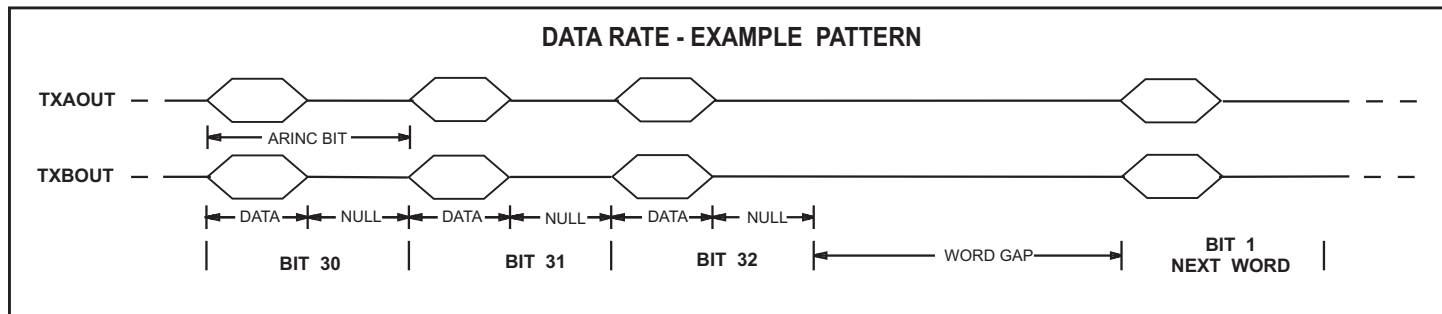 DATA RATE - EXAMPLE PATTERN
TXAOUT
ARINC BIT
TXBOUT
DATA NULL DATA NULL DATA NULL
BIT 30 BIT 31 BIT 32 WORD GAP BIT 1
NEXT WORD